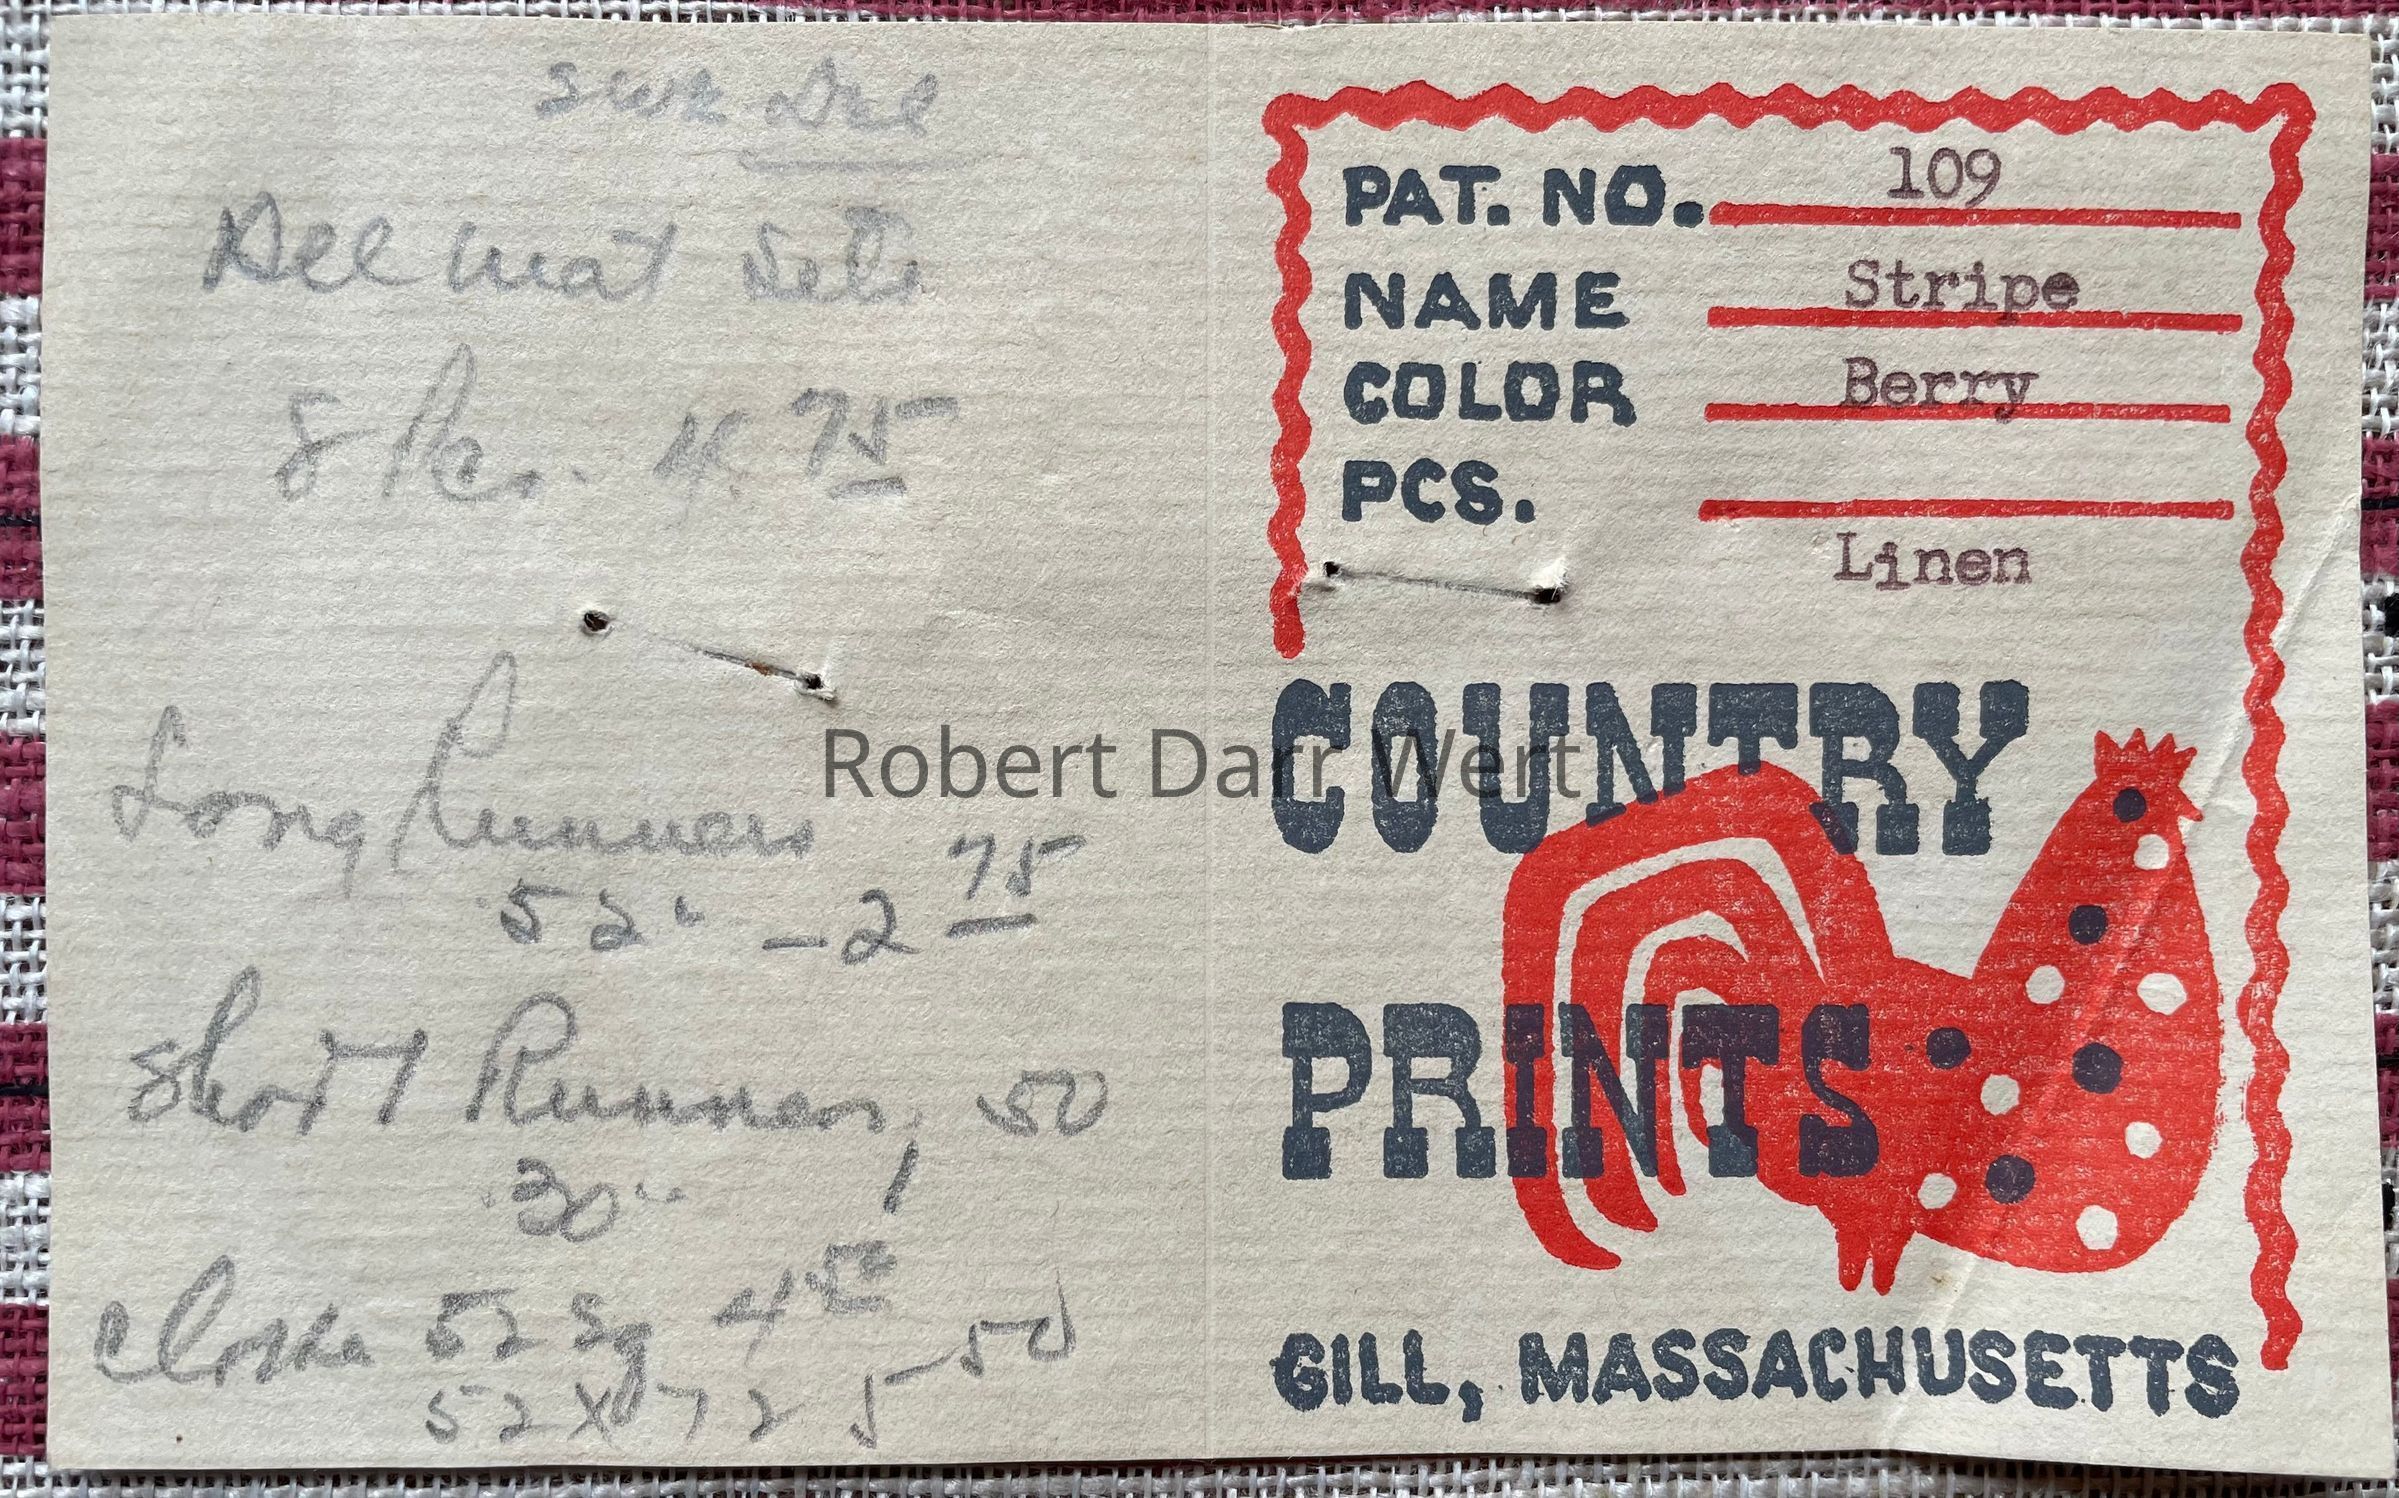 Mat Sets
8 Pcs. 4 75
Long Runners
52" - 2 75
Short Runners, 50
30" 1
Cloths 52 Sq 4 50
52 X 72 5 50
PAT. NO. 109
NAME Stripe
COLOR Berry
PCS.
Linen
COUNTRY
PRINTS
GILL, MASSACHUSETTS
Robert Darr Wert